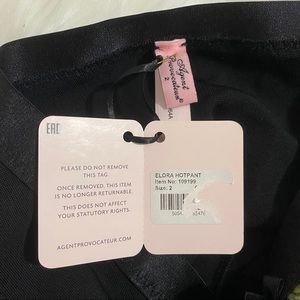 Agent
Provocateur
2
EAC
PLEASE DO NOT REMOVE
THIS TAG.
ONCE REMOVED, THIS ITEM
IS NO LONGER RETURNABLE.
THIS DOES NOT AFFECT
YOUR STATUTORY RIGHTS.
AGENTPROVOCATEUR.COM
ELORA HOTPANT
Item No: 109199
Size: 2